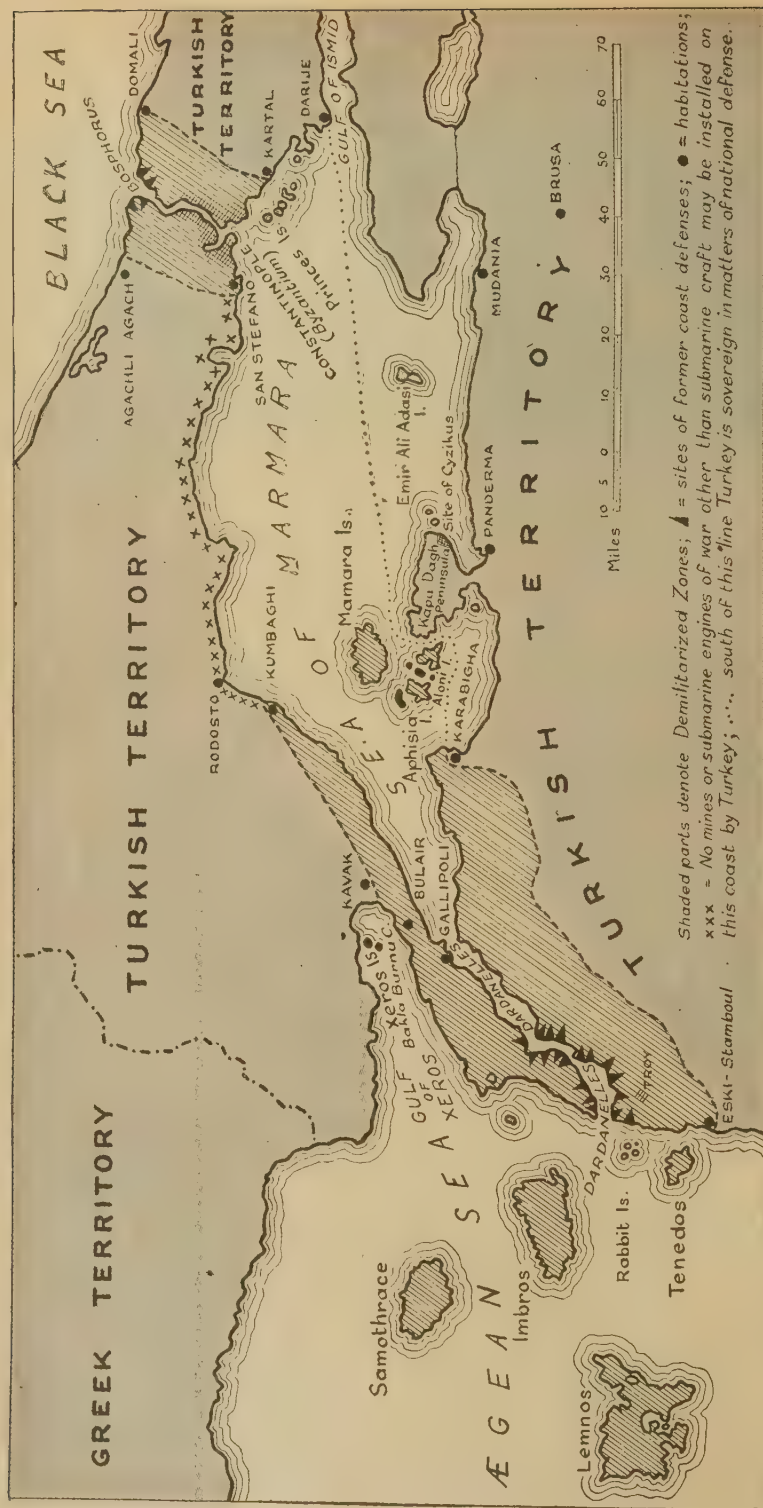 BLACK SEA
BOSPHORUS
DOMALI
TURKISH
TERRITORY
AGACHLI AGACH
KARTAL
DARIJE
GULF OF ISMID
SAN STEFANO
CONSTANTINOPLE
(Byzantium)
Princes Is.
GREEK TERRITORY
TURKISH TERRITORY
RODOSTO
KUMBAGHI
SEA OF MARMARA
Mamara Is.
Emir Ali Adasi
I.
MUDANIA
BRUSA
KAVAK
Xeros Is.
Bakla Burnu C.
BULAIR
GALLIPOLI
Aphisia
I.
Aloni I.
Kapu Dagh
Peninsula
Site of Cyzikus
PANDERMA
KARABIGHA
GULF
OF
XEROS
ÆGEAN SEA
Samothrace
Imbros
Lemnos
DARDANELLES
DARDANELLES
TROY
Rabbit Is.
Tenedos
ESKI-Stamboul
TURKISH TERRITORY
Miles
10 5 0 10 20 30 40 50 60 70
Shaded parts denote Demilitarized Zones; = sites of former coast defenses; ● = habitations;
xxx = No mines or submarine engines of war other than submarine craft may be installed on
this coast by Turkey; .... south of this line Turkey is sovereign in matters of national defense.